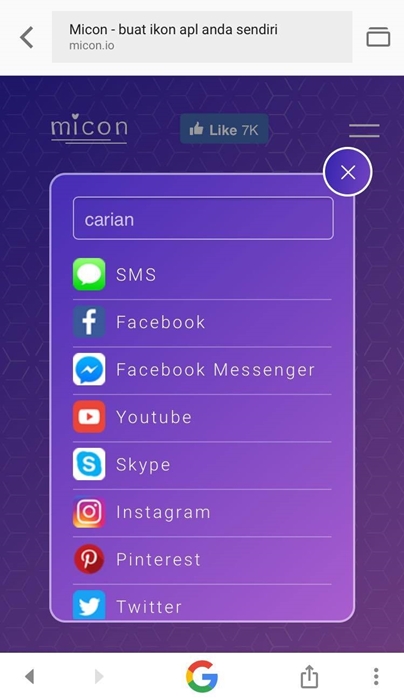 Micon - buat ikon apl anda sendiri
micon.io
micon
Like 7K
carian
SMS
Facebook
Facebook Messenger
Youtube
Skype
Instagram
Pinterest
Twitter